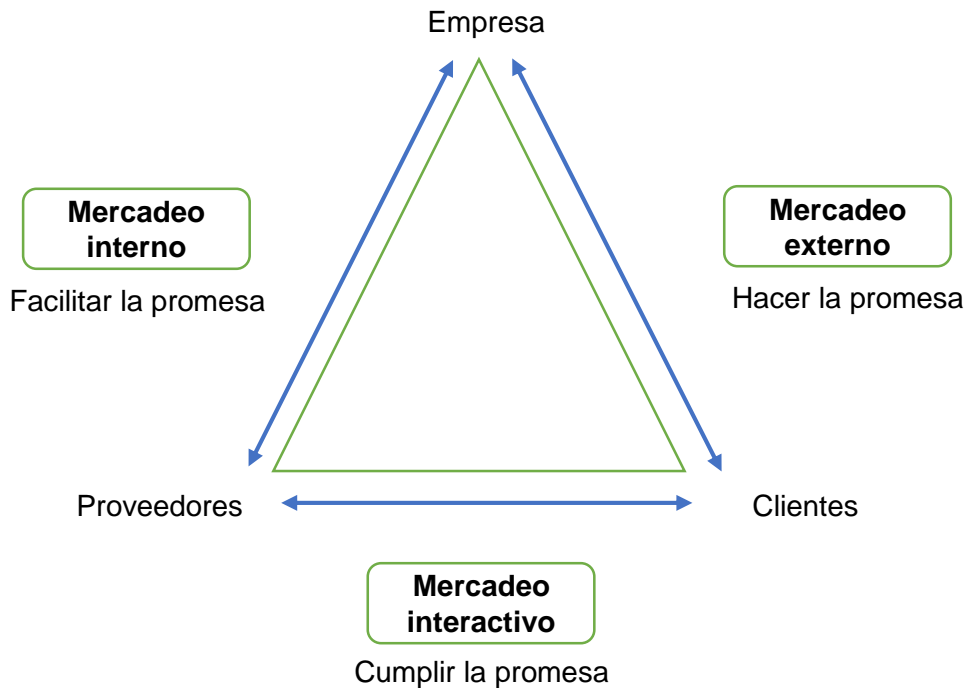 Empresa
Mercadeo
interno
Facilitar la promesa
Mercadeo
externo
Hacer la promesa
Proveedores
Clientes
Mercadeo
interactivo
Cumplir la promesa